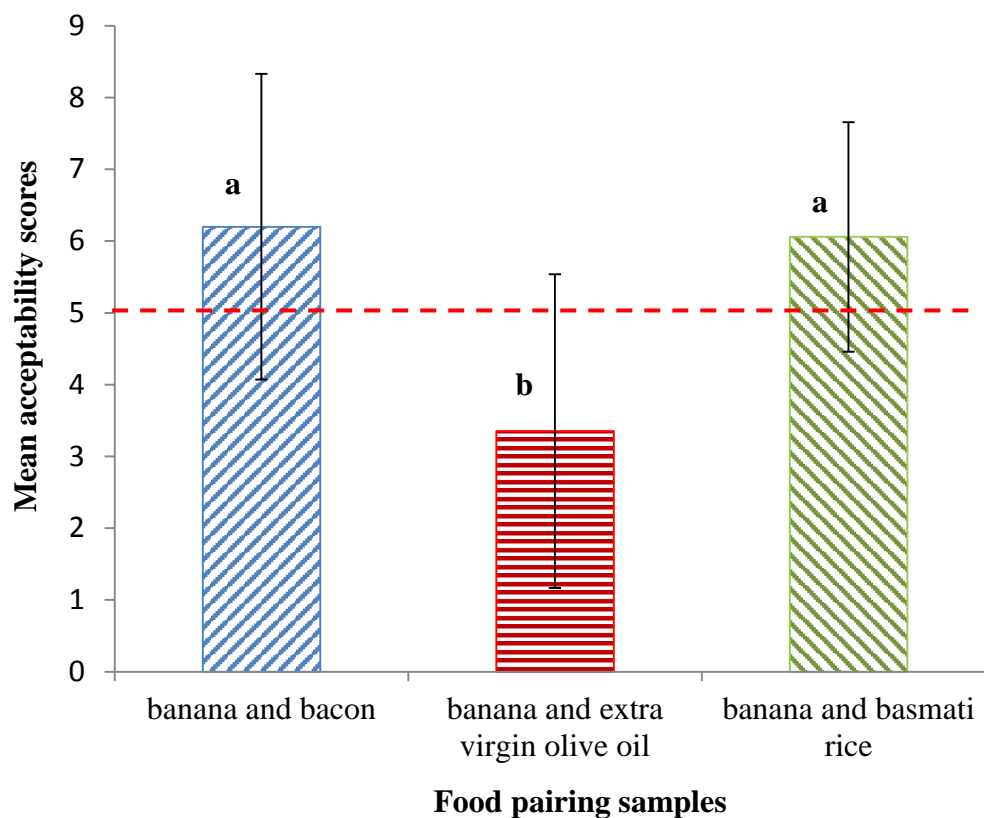 Mean acceptability scores
9
8
7
6
5
4
3
2
1
0
a
b
a
banana and bacon
banana and extra
virgin olive oil
banana and basmati
rice
Food pairing samples